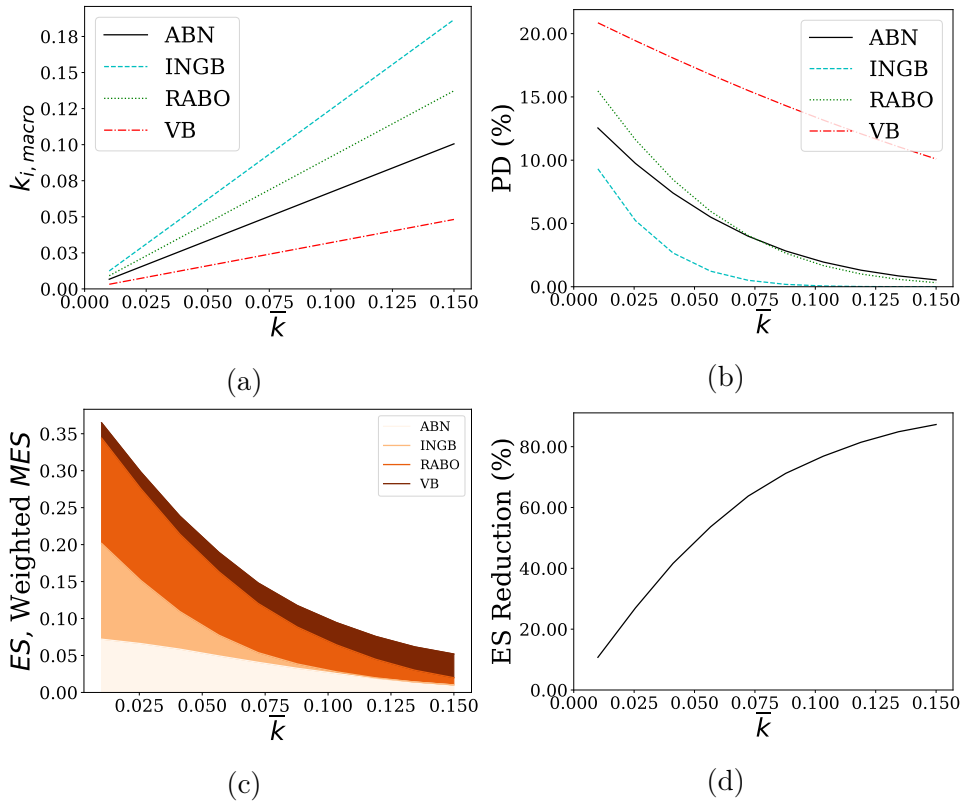 0.18
0.15
0.12
0.10
0.08
0.05
0.03
0.00
k_{i, macro}
ABN
INGB
RABO
VB
0.000 0.025 0.050 0.075 0.100 0.125 0.150
k̅
(a)
20.00
15.00
10.00
5.00
0.00
PD (%)
ABN
INGB
RABO
VB
0.000 0.025 0.050 0.075 0.100 0.125 0.150
k̅
(b)
0.35
0.30
0.25
0.20
0.15
0.10
0.05
0.00
ES, Weighted MES
ABN
INGB
RABO
VB
0.025 0.050 0.075 0.100 0.125 0.150
k̅
(c)
80.00
60.00
40.00
20.00
0.00
ES Reduction (%)
0.000 0.025 0.050 0.075 0.100 0.125 0.150
k̅
(d)